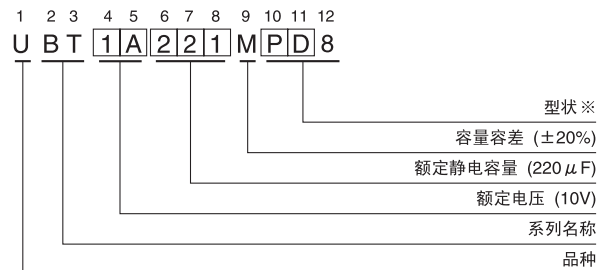 1 2 3 4 5 6 7 8 9 10 11 12
U B T 1 A 2 2 1 M P D 8
型状※
容量容差 (±20%)
额定静电容量 (220μF)
额定电压 (10V)
系列名称
品种